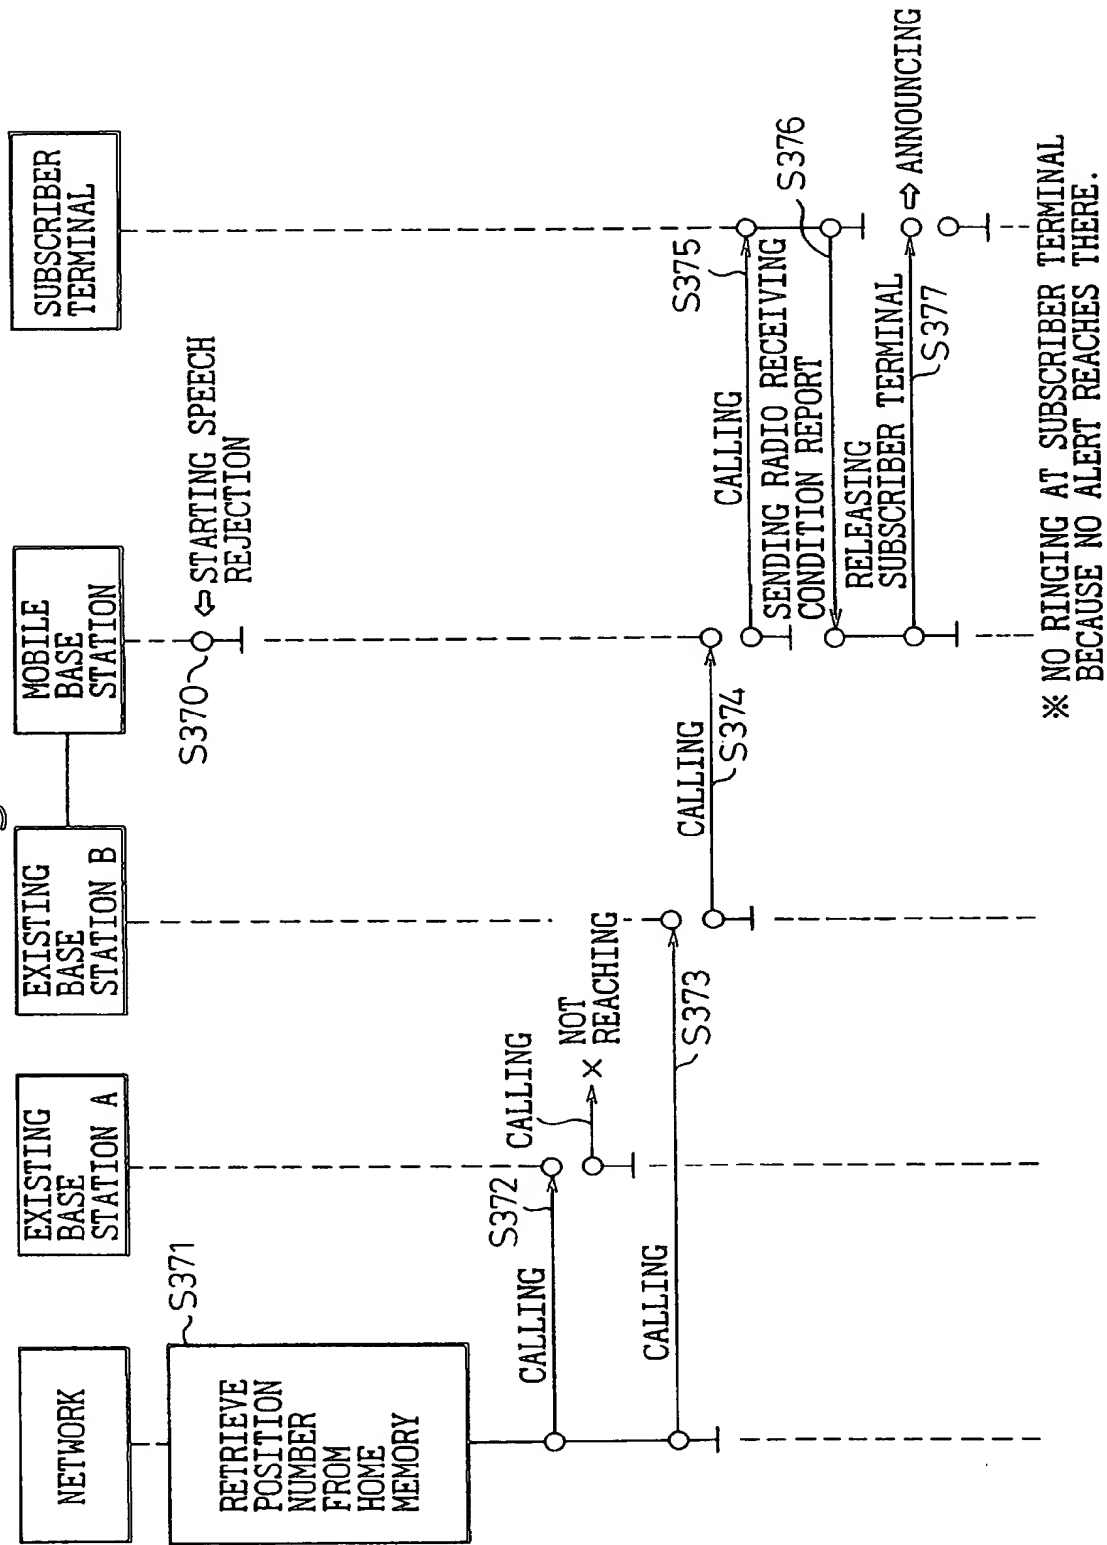 NETWORK
EXISTING
BASE
STATION A
EXISTING
BASE
STATION B
MOBILE
BASE
STATION
SUBSCRIBER
TERMINAL
S370
⇦ STARTING SPEECH
REJECTION
S371
RETRIEVE
POSITION
NUMBER
FROM
HOME
MEMORY
CALLING
S372
CALLING
× NOT
REACHING
CALLING
S373
CALLING
S374
CALLING
S375
SENDING RADIO RECEIVING
CONDITION REPORT
S376
RELEASING
SUBSCRIBER TERMINAL
S377
⇨ ANNOUNCING
※ NO RINGING AT SUBSCRIBER TERMINAL
BECAUSE NO ALERT REACHES THERE.